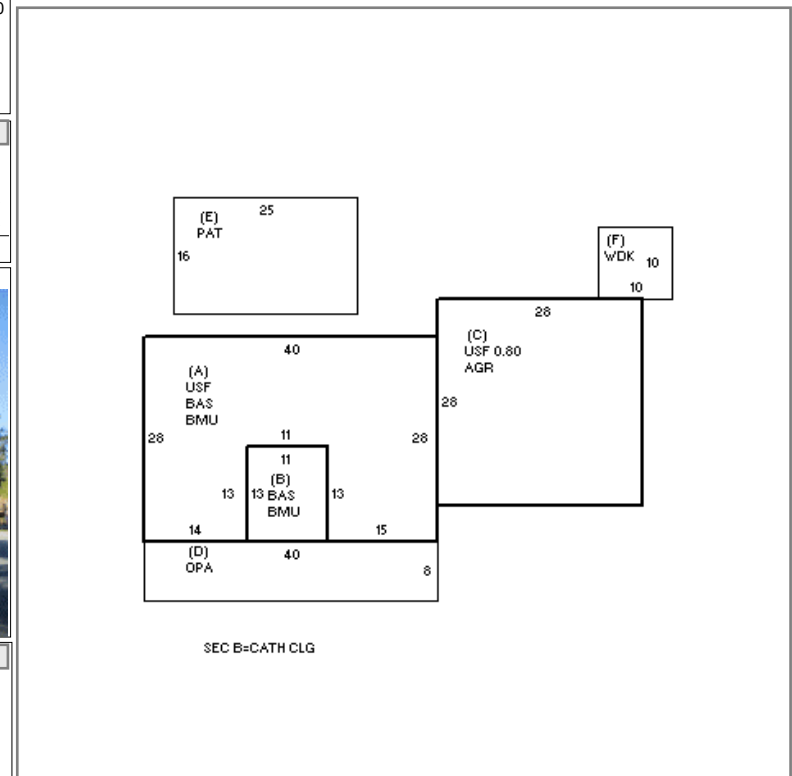 0
(E)
PAT
25
16
(F)
WDK
10
10
28
(C)
USF 0.80
AGR
28
40
(A)
USF
BAS
BMU
28
28
11
11
(B)
BAS
BMU
13
13
13
14
15
(D)
OPA
40
8
SEC B=CATH CLG